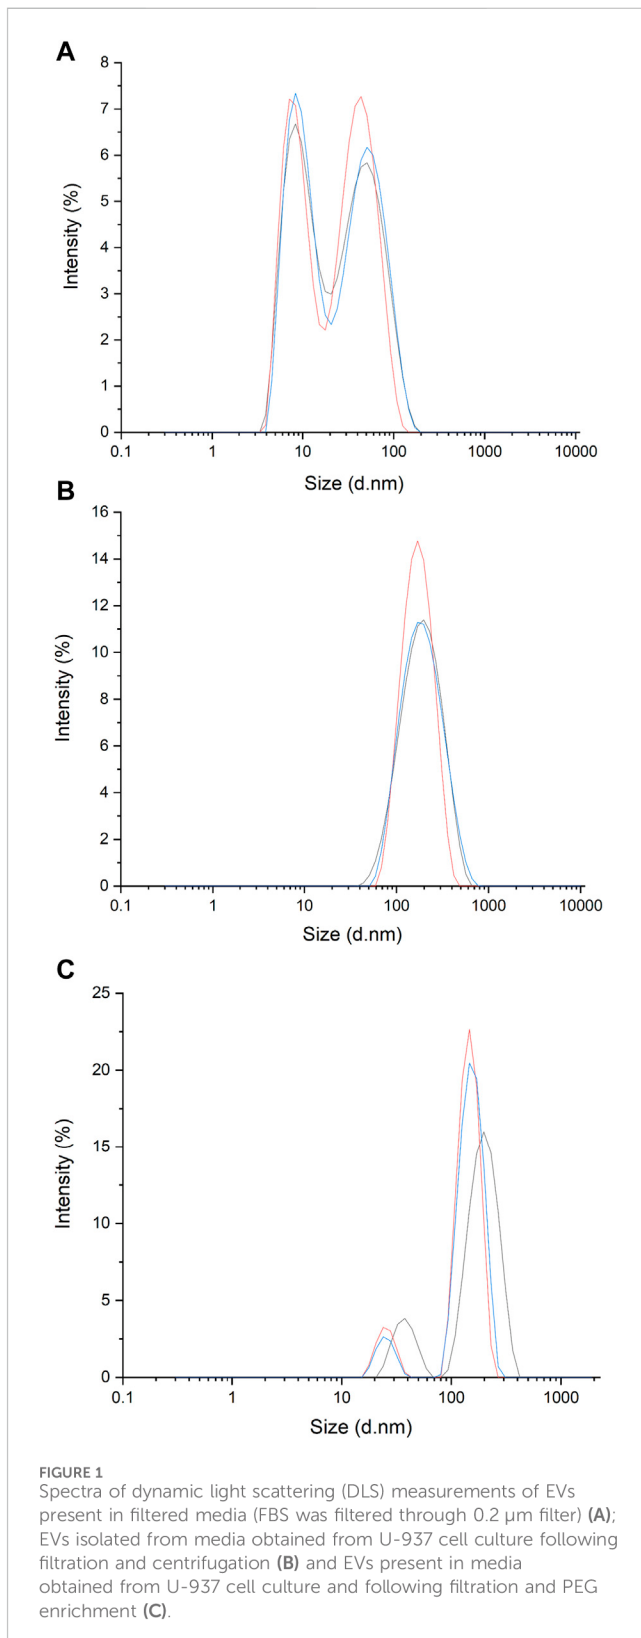 A
8
7
6
5
4
3
2
1
0
Intensity (%)
0.1 1 10 100 1000 10000
Size (d.nm)
B
16
14
12
10
8
6
4
2
0
Intensity (%)
0.1 1 10 100 1000 10000
Size (d.nm)
C
25
20
15
10
5
0
Intensity (%)
0.1 1 10 100 1000
Size (d.nm)
FIGURE 1
Spectra of dynamic light scattering (DLS) measurements of EVs
present in filtered media (FBS was filtered through 0.2 µm filter) (A);
EVs isolated from media obtained from U-937 cell culture following
filtration and centrifugation (B) and EVs present in media
obtained from U-937 cell culture and following filtration and PEG
enrichment (C).